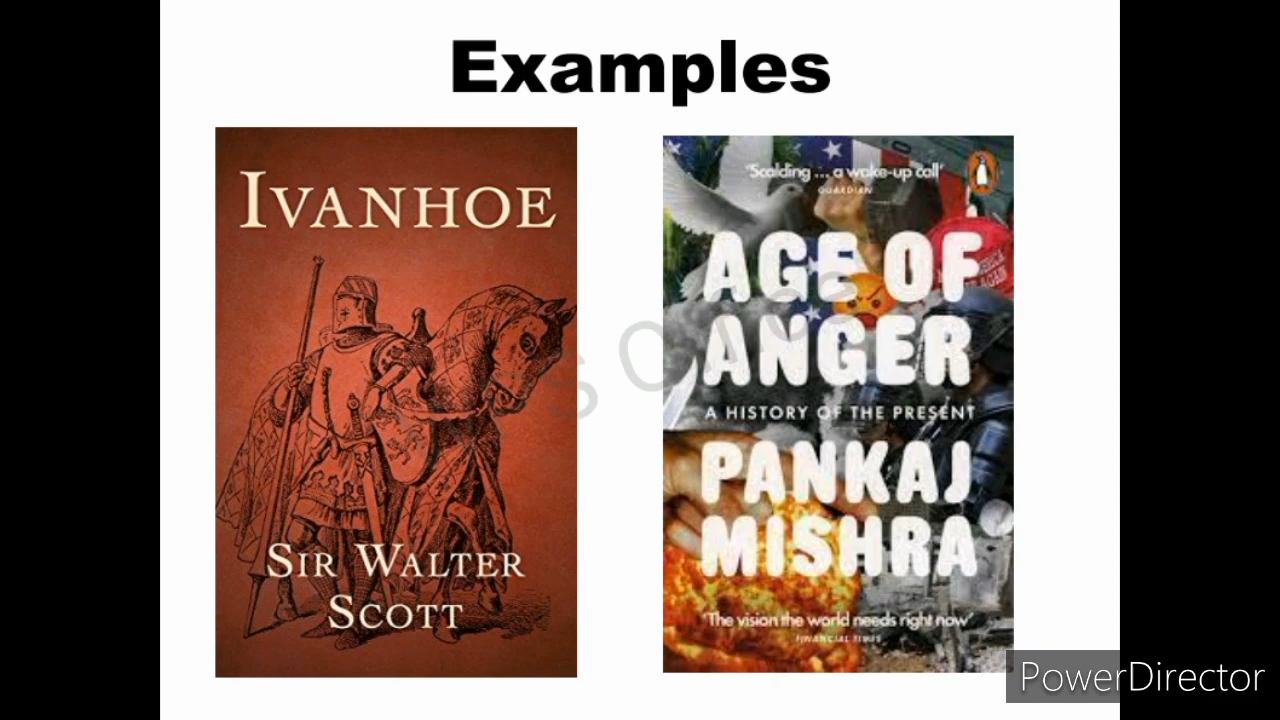 Examples
IVANHOE
SIR WALTER
SCOTT
'Scalding ... a wake-up call'
GUARDIAN
AGE OF
ANGER
A HISTORY OF THE PRESENT
PANKAJ
MISHRA
'The vision the world needs right now'
FINANCIAL TIMES
PowerDirector